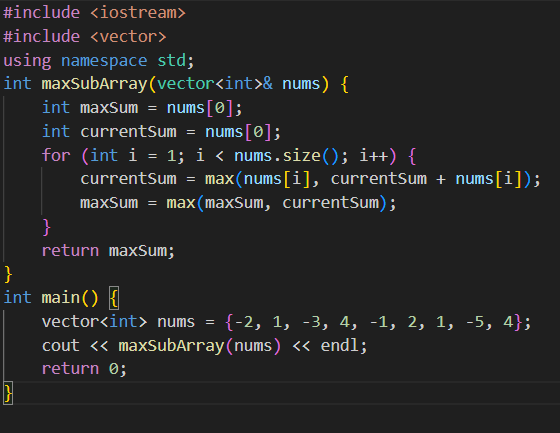 #include <iostream>
#include <vector>
using namespace std;
int maxSubArray(vector<int>& nums) {
    int maxSum = nums[0];
    int currentSum = nums[0];
    for (int i = 1; i < nums.size(); i++) {
        currentSum = max(nums[i], currentSum + nums[i]);
        maxSum = max(maxSum, currentSum);
    }
    return maxSum;
}
int main() {
    vector<int> nums = {-2, 1, -3, 4, -1, 2, 1, -5, 4};
    cout << maxSubArray(nums) << endl;
    return 0;
}